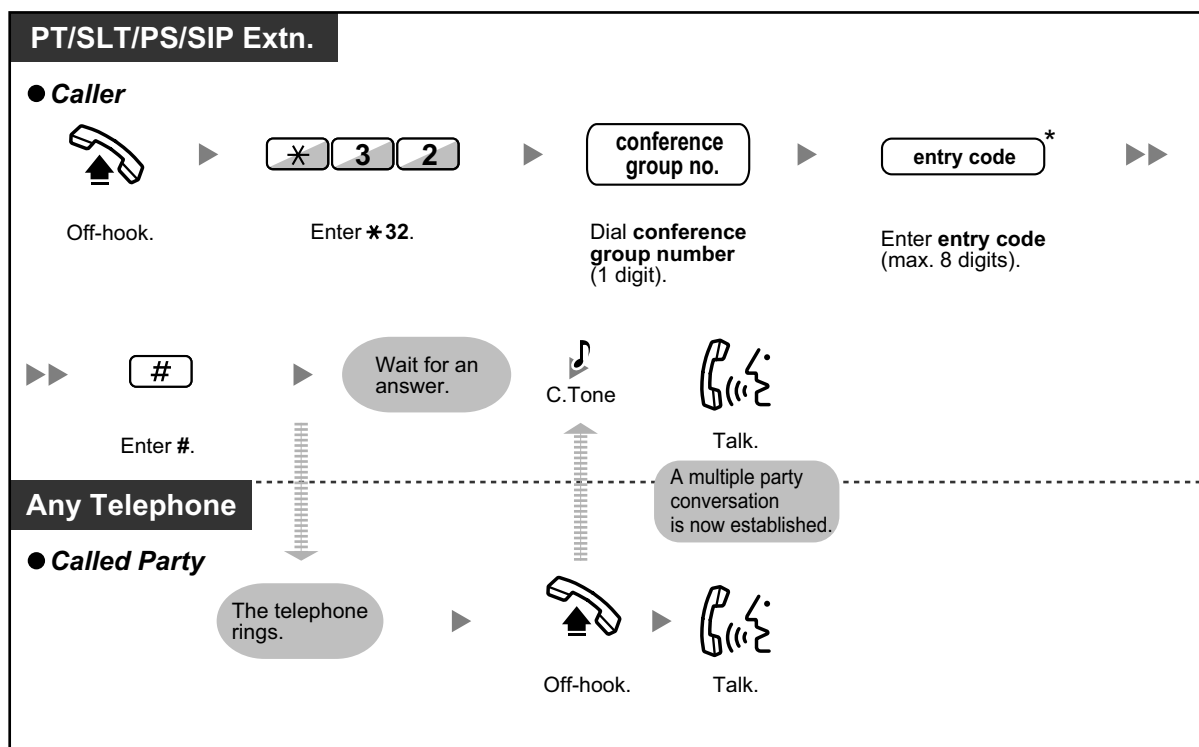 PT/SLT/PS/SIP Extn.
● Caller
* 3 2
conference
group no.
entry code*
Off-hook.
Enter *32.
Dial conference
group number
(1 digit).
Enter entry code
(max. 8 digits).
#
Wait for an
answer.
C.Tone
Enter #.
Talk.
A multiple party
conversation
is now established.
Any Telephone
● Called Party
The telephone
rings.
Off-hook.
Talk.